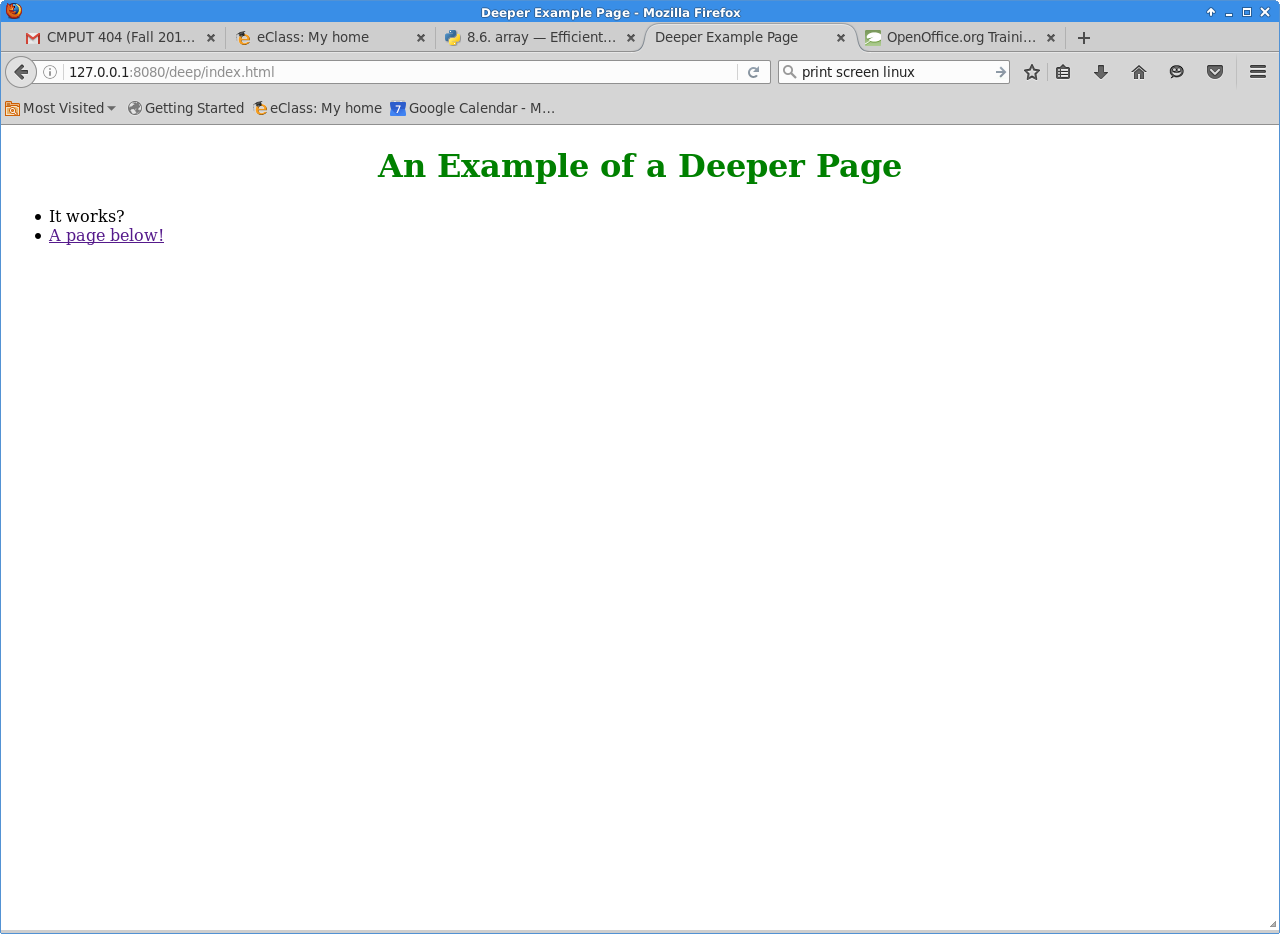 Deeper Example Page - Mozilla Firefox
CMPUT 404 (Fall 201... eClass: My home 8.6. array — Efficient... Deeper Example Page OpenOffice.org Traini...
127.0.0.1:8080/deep/index.html print screen linux
Most Visited Getting Started eClass: My home 7 Google Calendar - M...
An Example of a Deeper Page
• It works?
• A page below!